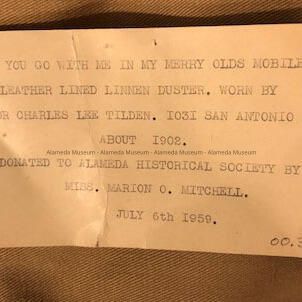 YOU GO WITH ME IN MY MERRY OLDS MOBILE
LEATHER LINED LINNEN DUSTER. WORN BY
OR CHARLES LEE TILDEN. 1031 SAN ANTONIO
ABOUT 1902.
Alameda Museum - Alameda Museum - Alameda Museum - Alameda Museum
DONATED TO ALAMEDA HISTORICAL SOCIETY BY
MISS. MARION O. MITCHELL.
JULY 6th 1959.
00.3